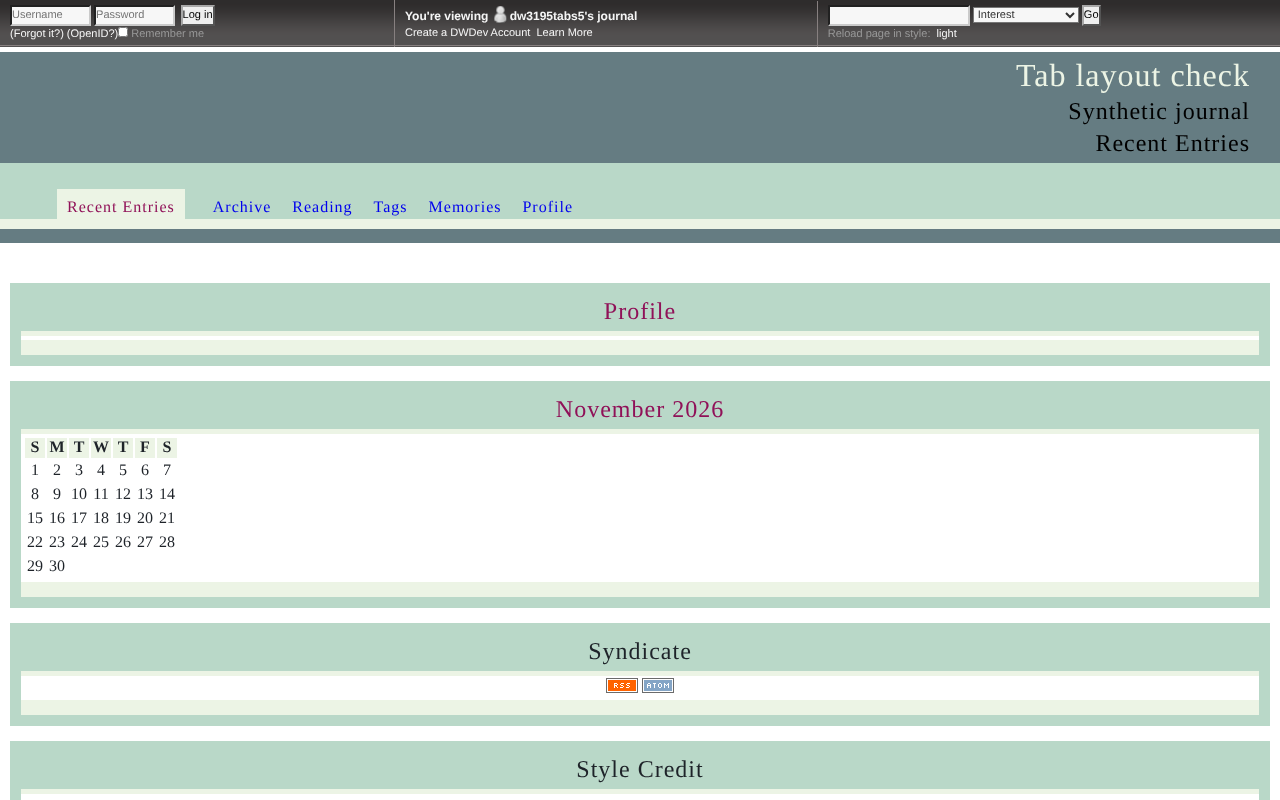 Username Password Log in
(Forgot it?) (OpenID?) Remember me
You're viewing dw3195tabs5's journal
Create a DWDev Account Learn More
Interest Go
Reload page in style: light
Tab layout check
Synthetic journal
Recent Entries
Recent Entries Archive Reading Tags Memories Profile
Profile
November 2026
S M T W T F S
1 2 3 4 5 6 7
8 9 10 11 12 13 14
15 16 17 18 19 20 21
22 23 24 25 26 27 28
29 30
Syndicate
RSS ATOM
Style Credit